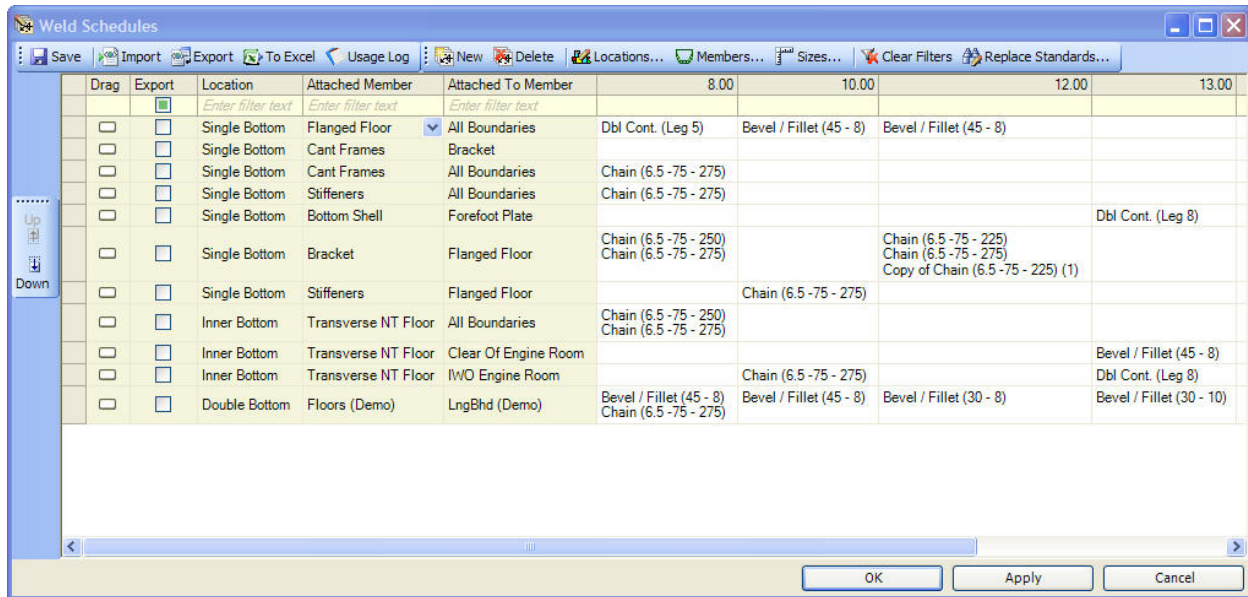 Weld Schedules
Save Import Export To Excel Usage Log New Delete Locations... Members... Sizes... Clear Filters Replace Standards...
Drag Export Location Attached Member Attached To Member 8.00 10.00 12.00 13.00
Enter filter text Enter filter text Enter filter text
Single Bottom Flanged Floor All Boundaries Dbl Cont. (Leg 5) Bevel / Fillet (45 - 8) Bevel / Fillet (45 - 8)
Single Bottom Cant Frames Bracket
Single Bottom Cant Frames All Boundaries Chain (6.5 -75 - 275)
Single Bottom Stiffeners All Boundaries Chain (6.5 -75 - 275)
Up
Single Bottom Bottom Shell Forefoot Plate Dbl Cont. (Leg 8)
Chain (6.5 -75 - 250) Chain (6.5 -75 - 225)
Single Bottom Bracket Flanged Floor Chain (6.5 -75 - 275) Chain (6.5 -75 - 275)
Copy of Chain (6.5 -75 - 225) (1)
Down
Single Bottom Stiffeners Flanged Floor Chain (6.5 -75 - 275)
Inner Bottom Transverse NT Floor All Boundaries Chain (6.5 -75 - 250)
Chain (6.5 -75 - 275)
Inner Bottom Transverse NT Floor Clear Of Engine Room Bevel / Fillet (45 - 8)
Inner Bottom Transverse NT Floor IWO Engine Room Chain (6.5 -75 - 275) Dbl Cont. (Leg 8)
Double Bottom Floors (Demo) LngBhd (Demo) Bevel / Fillet (45 - 8) Bevel / Fillet (45 - 8) Bevel / Fillet (30 - 8) Bevel / Fillet (30 - 10)
Chain (6.5 -75 - 275)
OK Apply Cancel